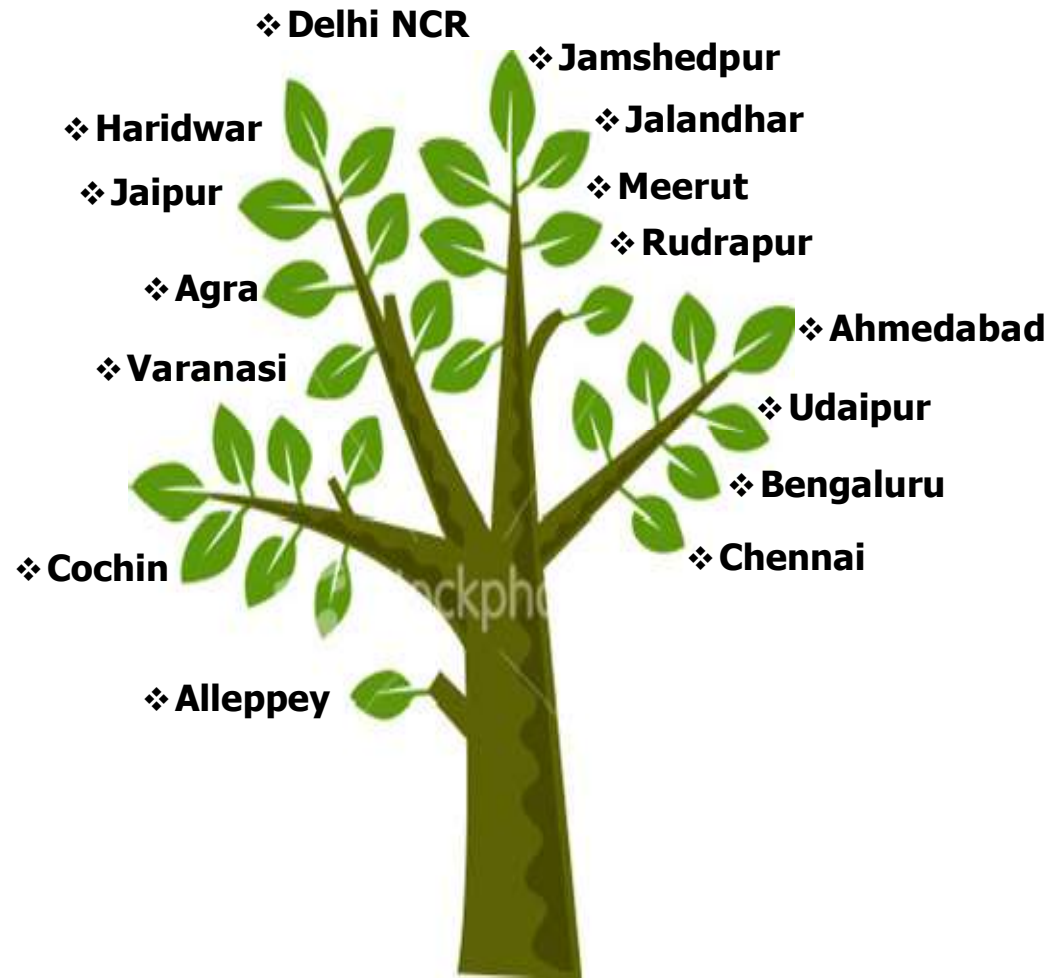 ❖ Delhi NCR
❖ Jamshedpur
❖ Jalandhar
❖ Haridwar
❖ Meerut
❖ Jaipur
❖ Rudrapur
❖ Agra
❖ Ahmedabad
❖ Varanasi
❖ Udaipur
❖ Bengaluru
❖ Chennai
❖ Cochin
❖ Alleppey